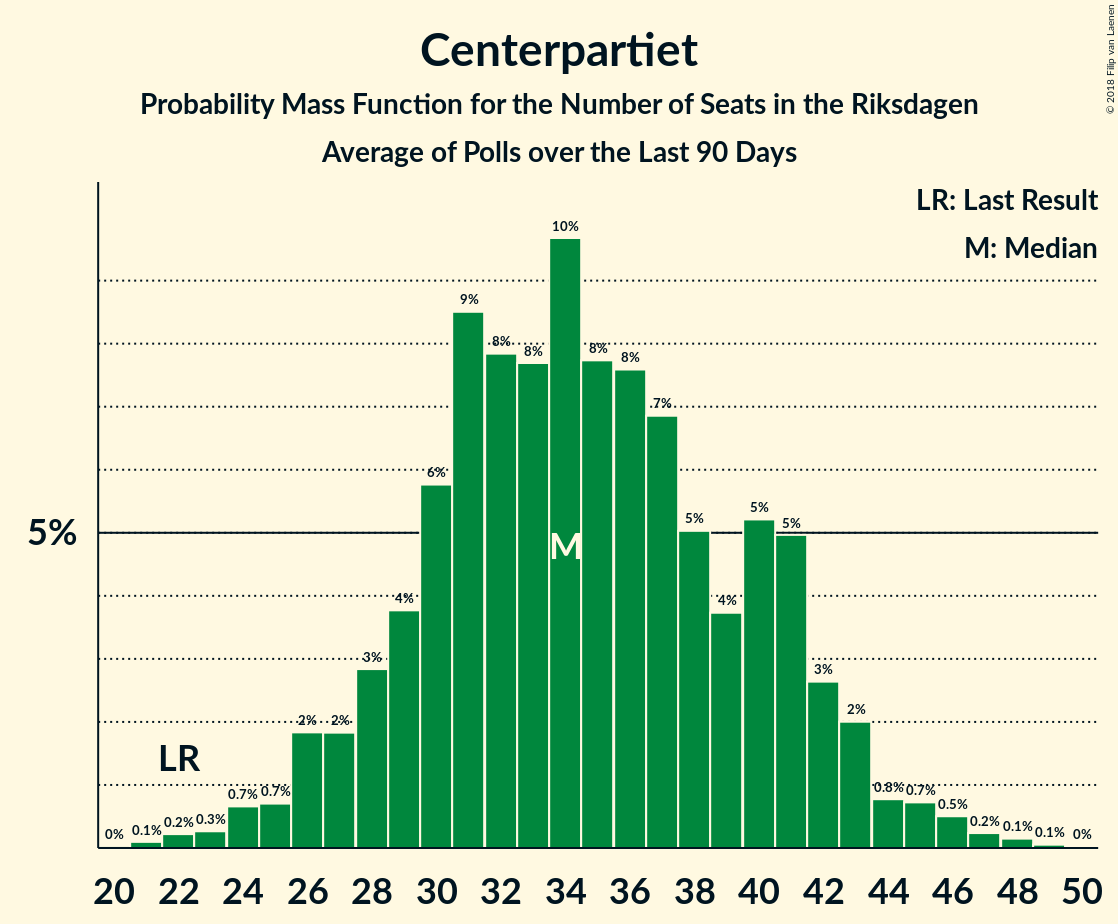 Centerpartiet
Probability Mass Function for the Number of Seats in the Riksdagen
Average of Polls over the Last 90 Days
© 2018 Filip van Laenen
LR: Last Result
M: Median
5%
0% 0.1% 0.2% 0.3% 0.7% 0.7% 2% 2% 3% 4% 6% 9% 8% 8% 10% 8% 8% 7% 5% 4% 5% 5% 3% 2% 0.8% 0.7% 0.5% 0.2% 0.1% 0.1% 0%
M
LR
20 22 24 26 28 30 32 34 36 38 40 42 44 46 48 50